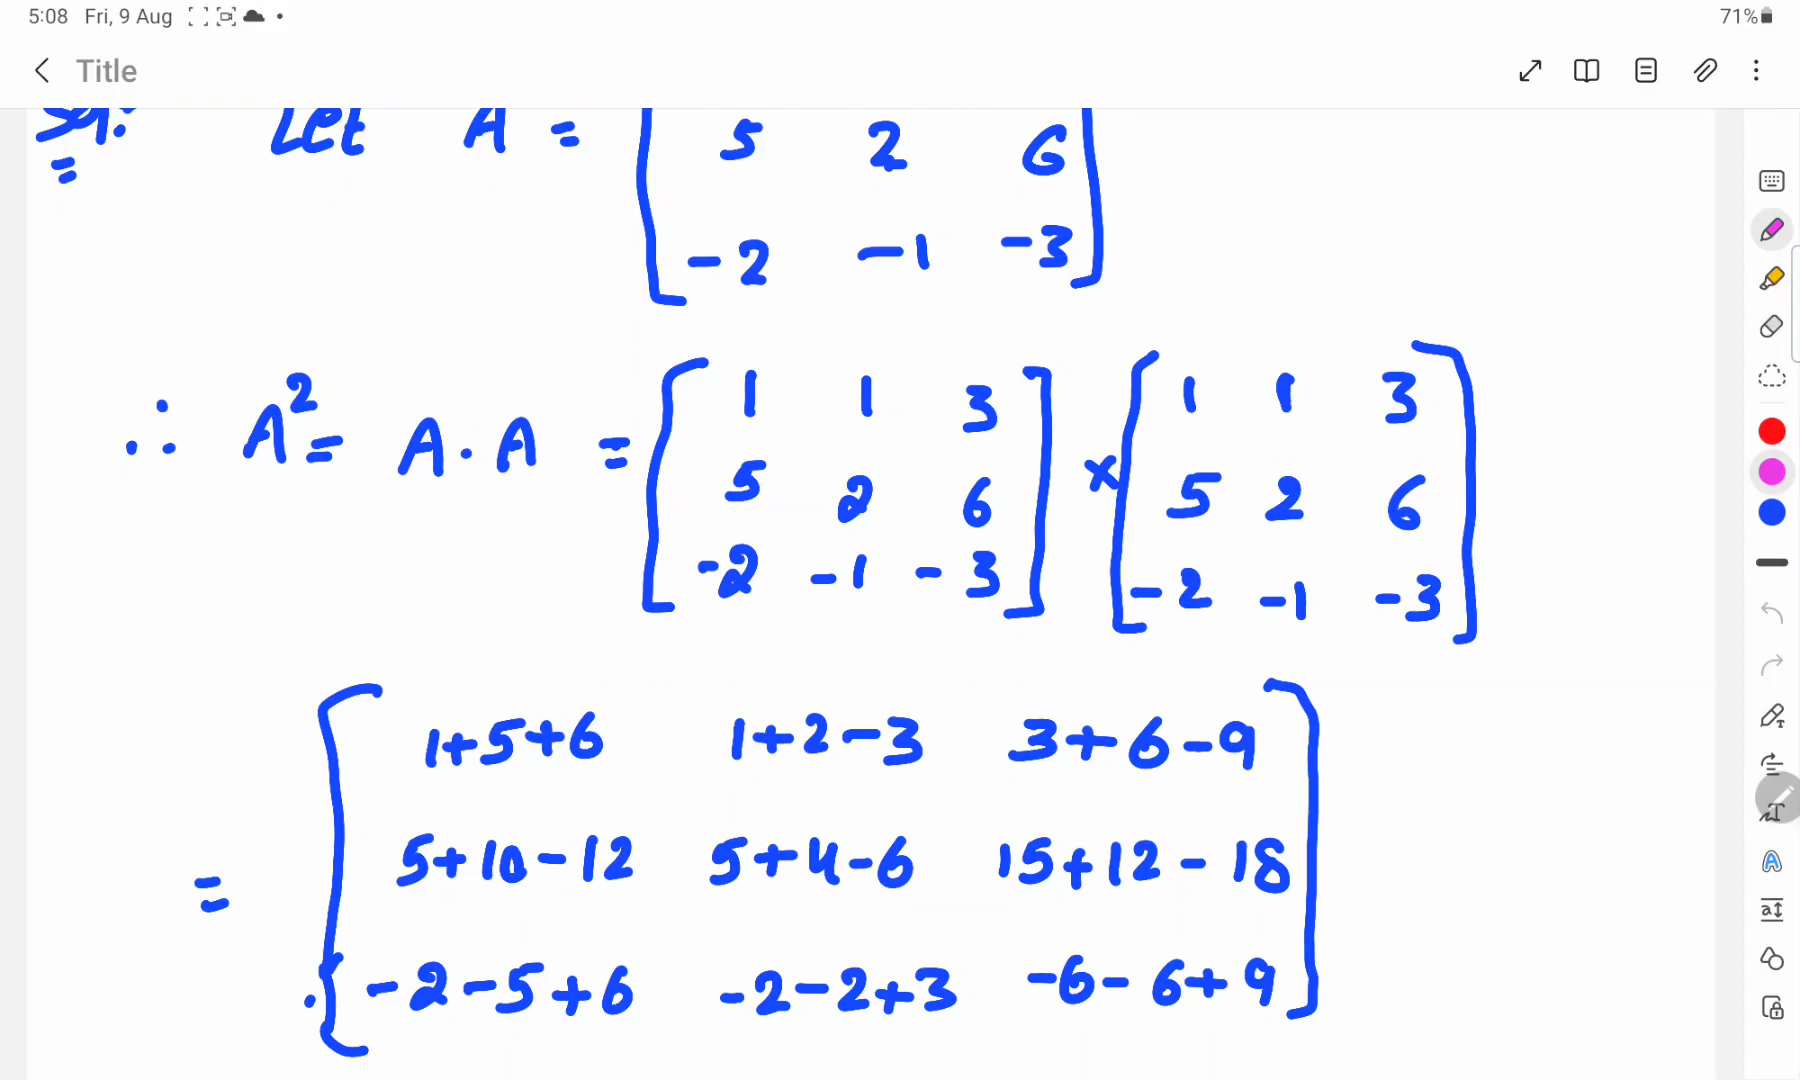 5:08 Fri, 9 Aug 71%
Title
Sol: Let A = [
5 2 6
-2 -1 -3 ]
∴ A² = A · A = [ 1 1 3 ] × [ 1 1 3 ]
5 2 6 5 2 6
-2 -1 -3 -2 -1 -3
= [ 1+5+6 1+2-3 3+6-9
5+10-12 5+4-6 15+12-18
-2-5+6 -2-2+3 -6-6+9 ]